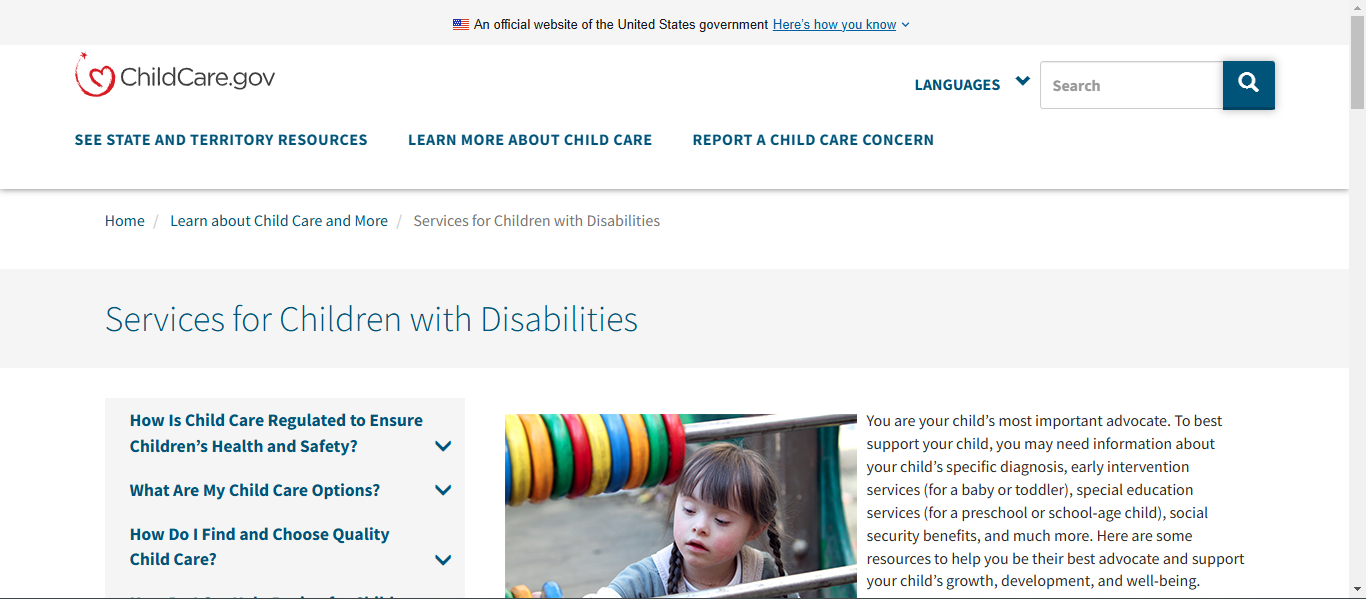 An official website of the United States government Here's how you know
ChildCare.gov
LANGUAGES
Search
SEE STATE AND TERRITORY RESOURCES
LEARN MORE ABOUT CHILD CARE
REPORT A CHILD CARE CONCERN
Home / Learn about Child Care and More / Services for Children with Disabilities
Services for Children with Disabilities
How Is Child Care Regulated to Ensure
Children's Health and Safety?
What Are My Child Care Options?
How Do I Find and Choose Quality
Child Care?
You are your child's most important advocate. To best
support your child, you may need information about
your child's specific diagnosis, early intervention
services (for a baby or toddler), special education
services (for a preschool or school-age child), social
security benefits, and much more. Here are some
resources to help you be their best advocate and support
your child's growth, development, and well-being.